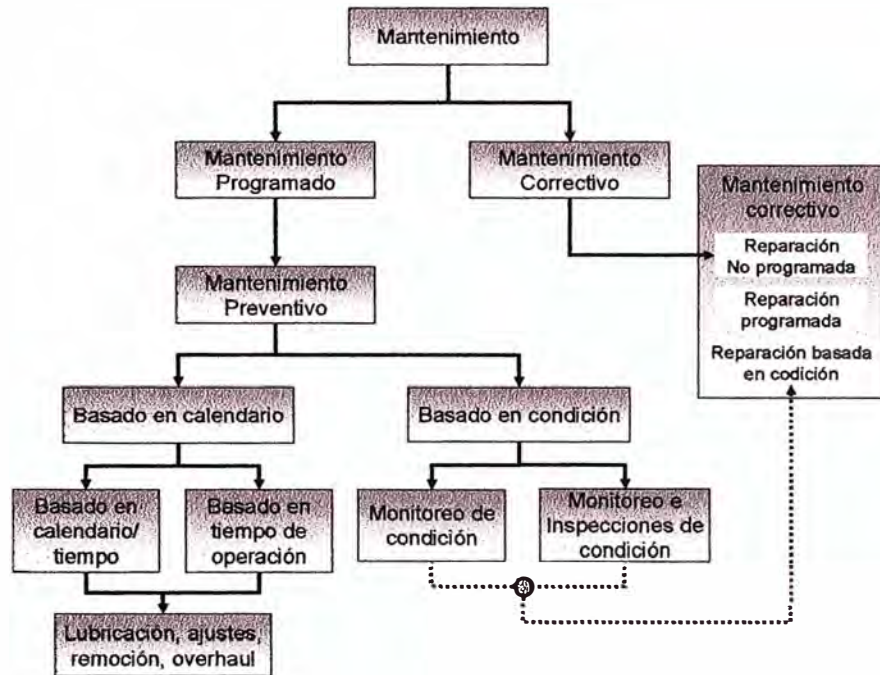 Mantenimiento
Mantenimiento
Programado
Mantenimiento
Correctivo
Mantenimiento
correctivo
Reparación
No programada
Reparación
programada
Reparación basada
en codición
Mantenimiento
Preventivo
Basado en calendario
Basado en condición
Basado en
calendario/
tiempo
Basado en
tiempo de
operación
Monitoreo de
condición
Monitoreo e
Inspecciones de
condición
Lubricación, ajustes,
remoción, overhaul